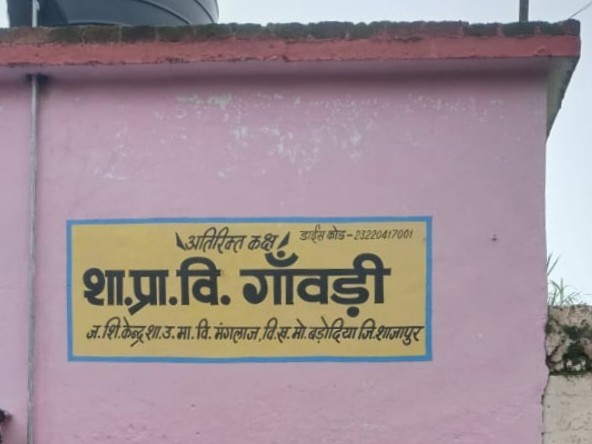 अतिरिक्त कक्ष डाईस कोड-23220417001
शा.प्रा.वि. गाँवड़ी
ज.शि.केन्द्र शा.उ.मा.वि. मंगलाज, वि.ख.मो.बड़ोदिया जि.शाजापुर